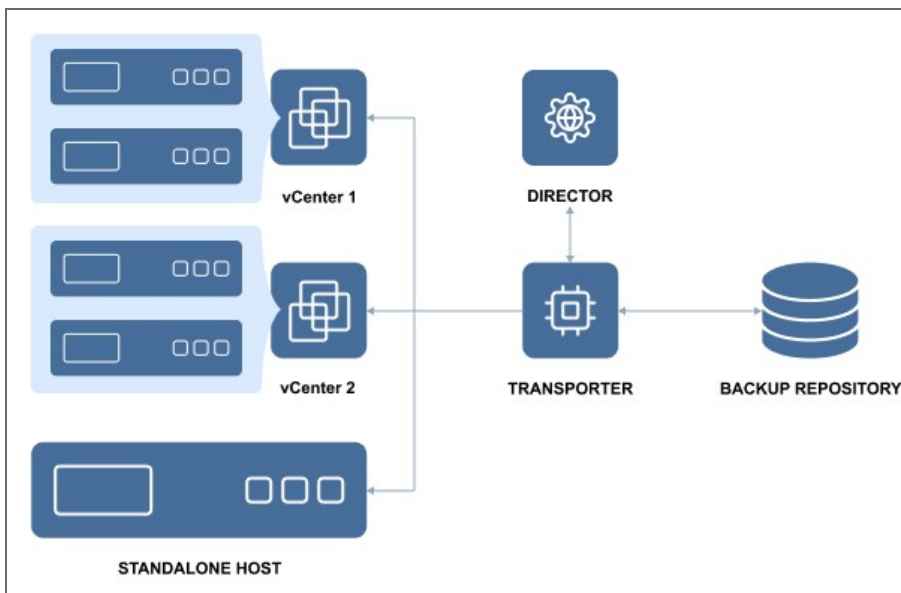 vCenter 1
DIRECTOR
vCenter 2
TRANSPORTER
BACKUP REPOSITORY
STANDALONE HOST